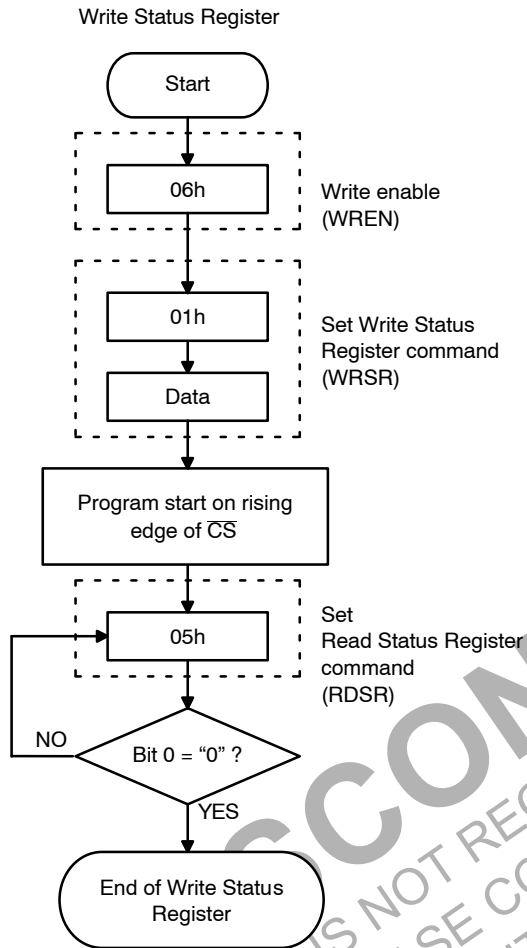 Write Status Register
Start
06h
Write enable
(WREN)
01h
Set Write Status
Register command
(WRSR)
Data
Program start on rising
edge of C̅S̅
05h
Set
Read Status Register
command
(RDSR)
NO
Bit 0 = “0” ?
YES
End of Write Status
Register
NOT